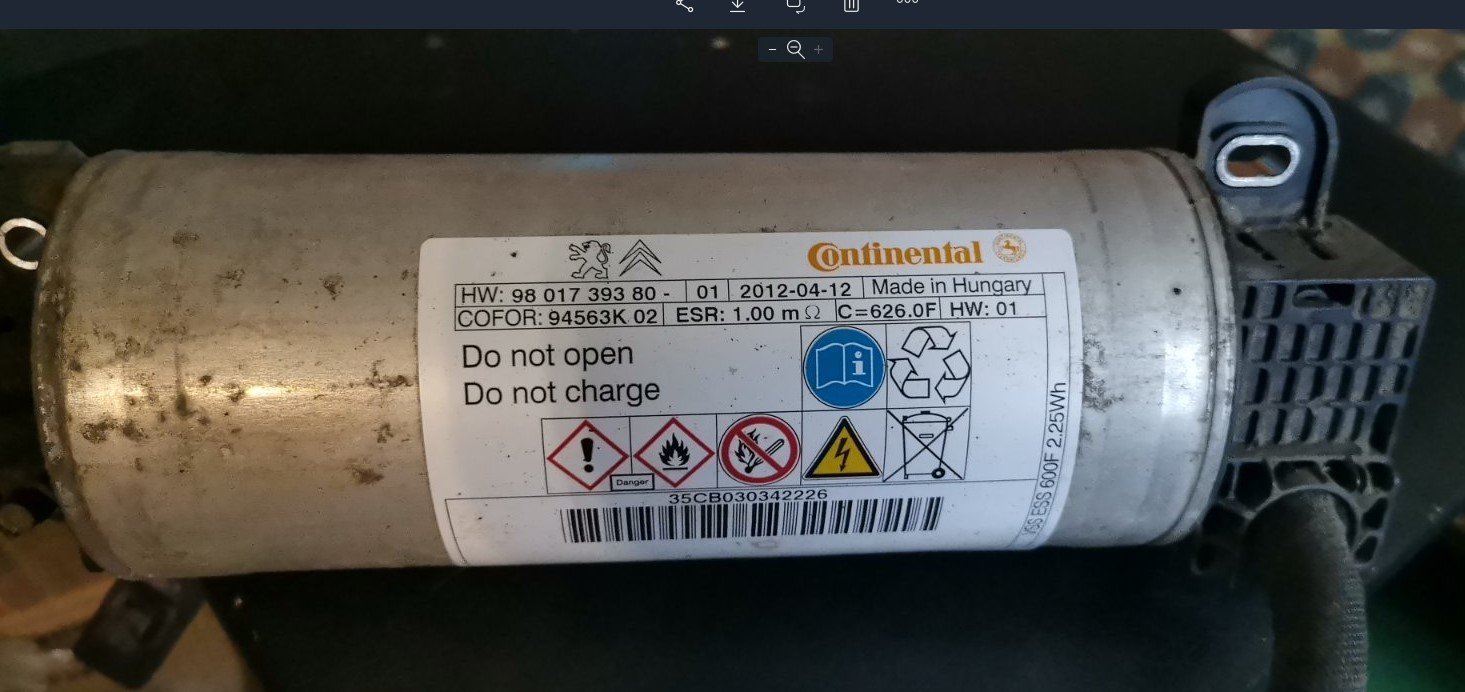 Continental
HW: 98 017 393 80 - 01 2012-04-12 Made in Hungary
COFOR: 94563K 02 ESR: 1.00 m Ω C=626.0F HW: 01
Do not open
Do not charge
Danger
35CB030342226
ESS 600F 2.25Wh